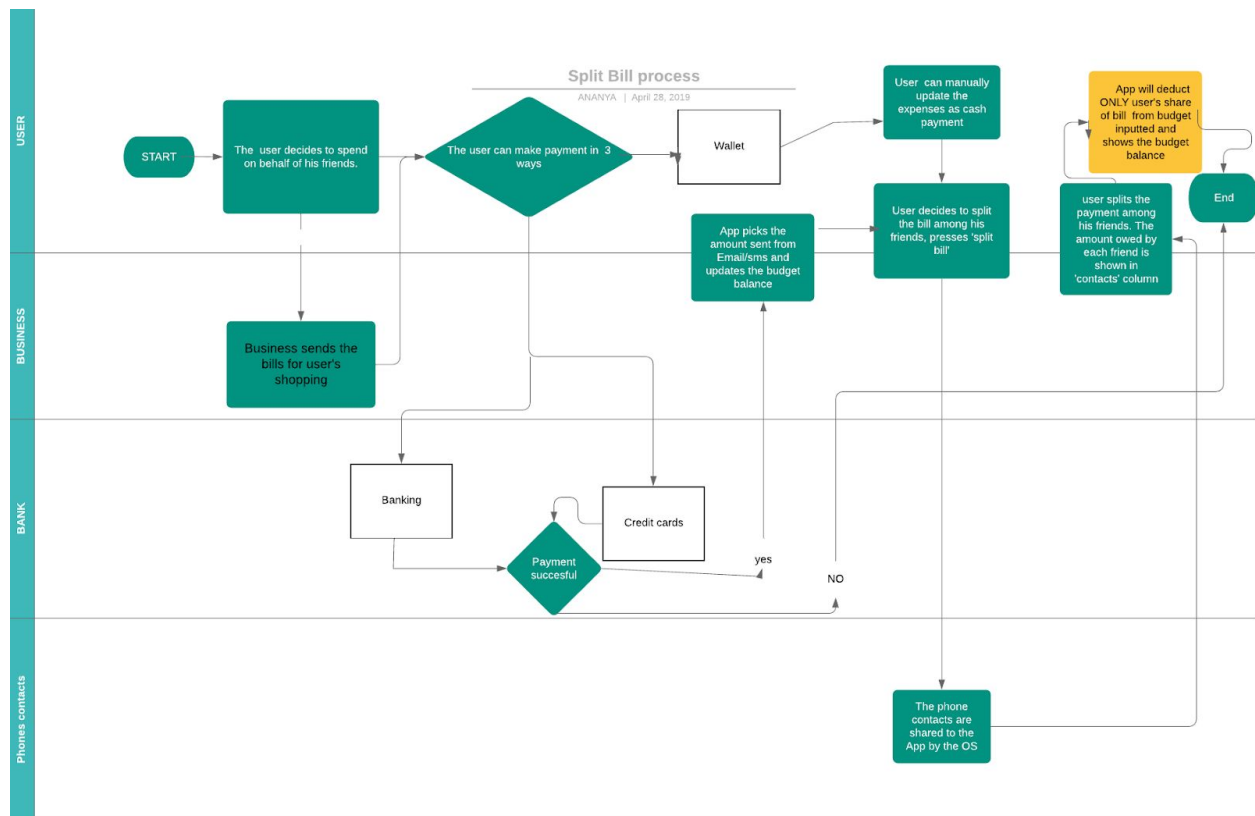 Split Bill process
ANANYA | April 28, 2019
USER
START
The user decides to spend
on behalf of his friends.
The user can make payment in 3
ways
Wallet
User can manually
update the
expenses as cash
payment
App will deduct
ONLY user's share
of bill from budget
inputted and
shows the budget
balance
End
User decides to split
the bill among his
friends, presses 'split
bill'
user splits the
payment among
his friends. The
amount owed by
each friend is
shown in
'contacts' column
App picks the
amount sent from
Email/sms and
updates the budget
balance
BUSINESS
Business sends the
bills for user's
shopping
BANK
Banking
Credit cards
Payment
succesful
yes
NO
Phones contacts
The phone
contacts are
shared to the
App by the OS